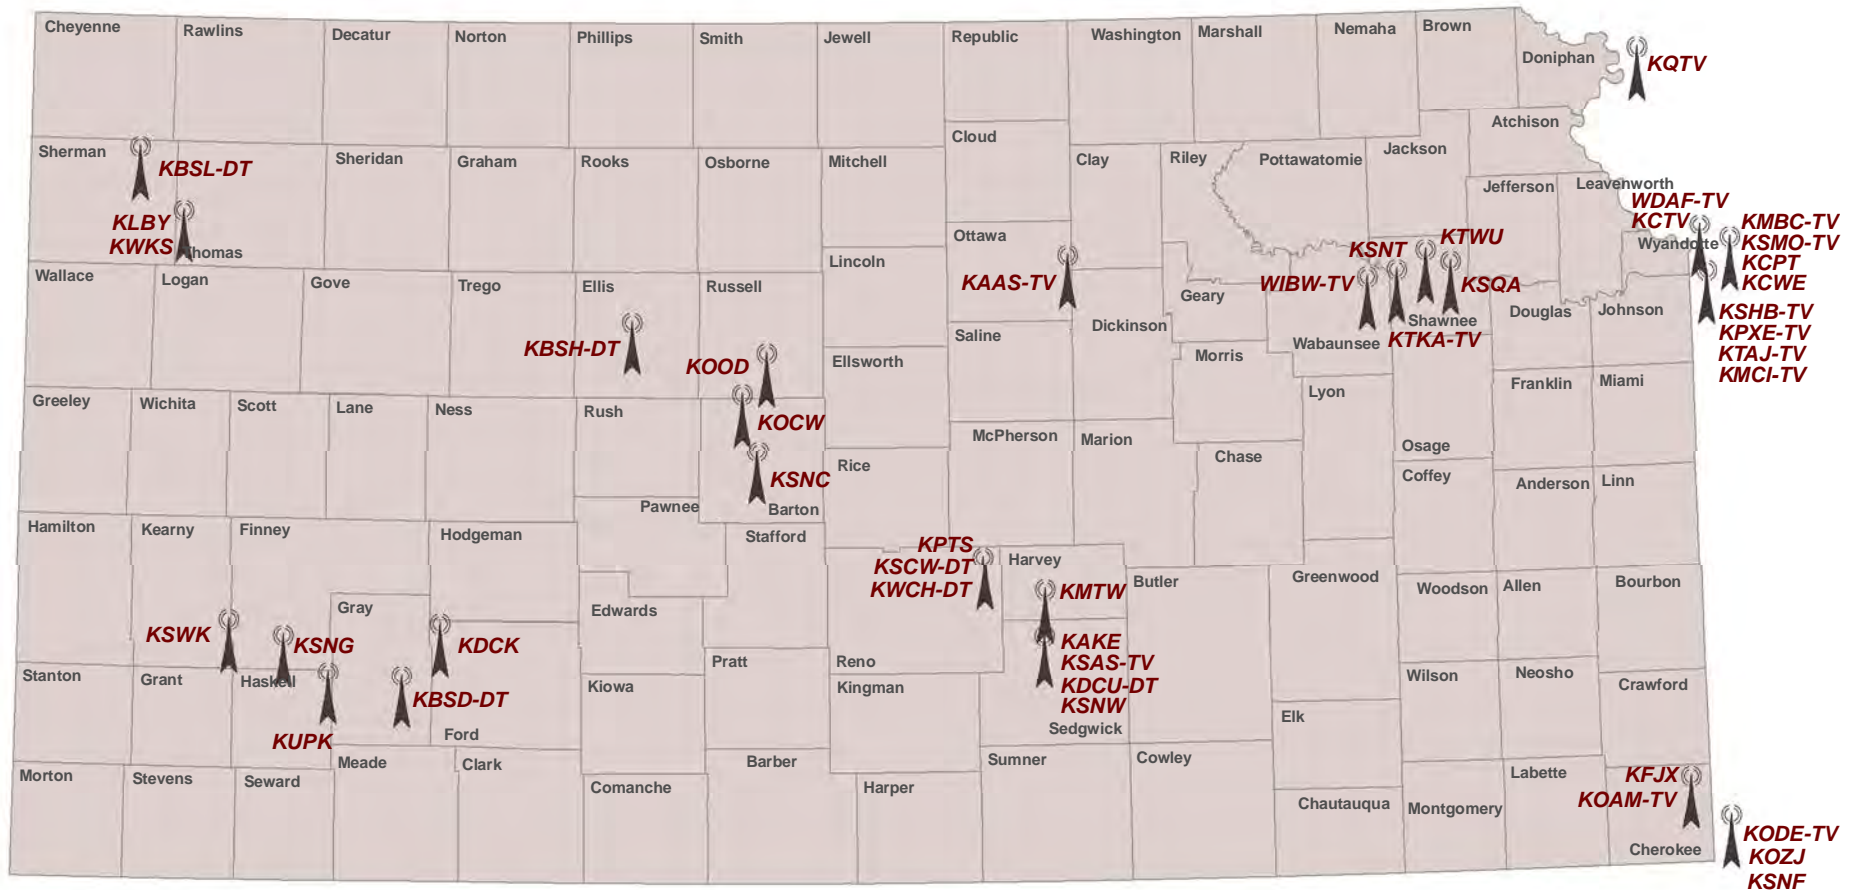 Cheyenne
Rawlins
Decatur
Norton
Phillips
Smith
Jewell
Republic
Washington
Marshall
Nemaha
Brown
Doniphan
KQTV
Sherman
KBSL-DT
Sheridan
Graham
Rooks
Osborne
Mitchell
Cloud
Clay
Riley
Pottawatomie
Jackson
Atchison
Jefferson
Leavenworth
KLBY
KWKS
Thomas
Ottawa
KAAS-TV
KSNT
KTWU
WIBW-TV
KSQA
Shawnee
KTKA-TV
WDAF-TV
KCTV
Wyandotte
KMBC-TV
KSMO-TV
KCPT
KCWE
KSHB-TV
KPXE-TV
KTAJ-TV
KMCI-TV
Wallace
Logan
Gove
Trego
Ellis
Russell
Lincoln
Saline
Dickinson
Geary
Morris
Wabaunsee
Douglas
Johnson
KBSH-DT
KOOD
KOCW
KSNC
Ellsworth
Lyon
Franklin
Miami
Greeley
Wichita
Scott
Lane
Ness
Rush
Pawnee
Barton
Rice
McPherson
Marion
Chase
Osage
Coffey
Anderson
Linn
Hamilton
Kearny
Finney
Hodgeman
Stafford
KPTS
KSCW-DT
KWCH-DT
Harvey
KMTW
Butler
Greenwood
Woodson
Allen
Bourbon
Gray
Edwards
KSWK
KSNG
KDCK
KBSD-DT
KUPK
KAKE
KSAS-TV
KDCU-DT
KSNW
Sedgwick
Stanton
Grant
Haskell
Ford
Kiowa
Pratt
Reno
Kingman
Elk
Wilson
Neosho
Crawford
Morton
Stevens
Seward
Meade
Clark
Comanche
Barber
Harper
Sumner
Cowley
Chautauqua
Montgomery
Labette
KFJX
KOAM-TV
Cherokee
KODE-TV
KOZJ
KSNF